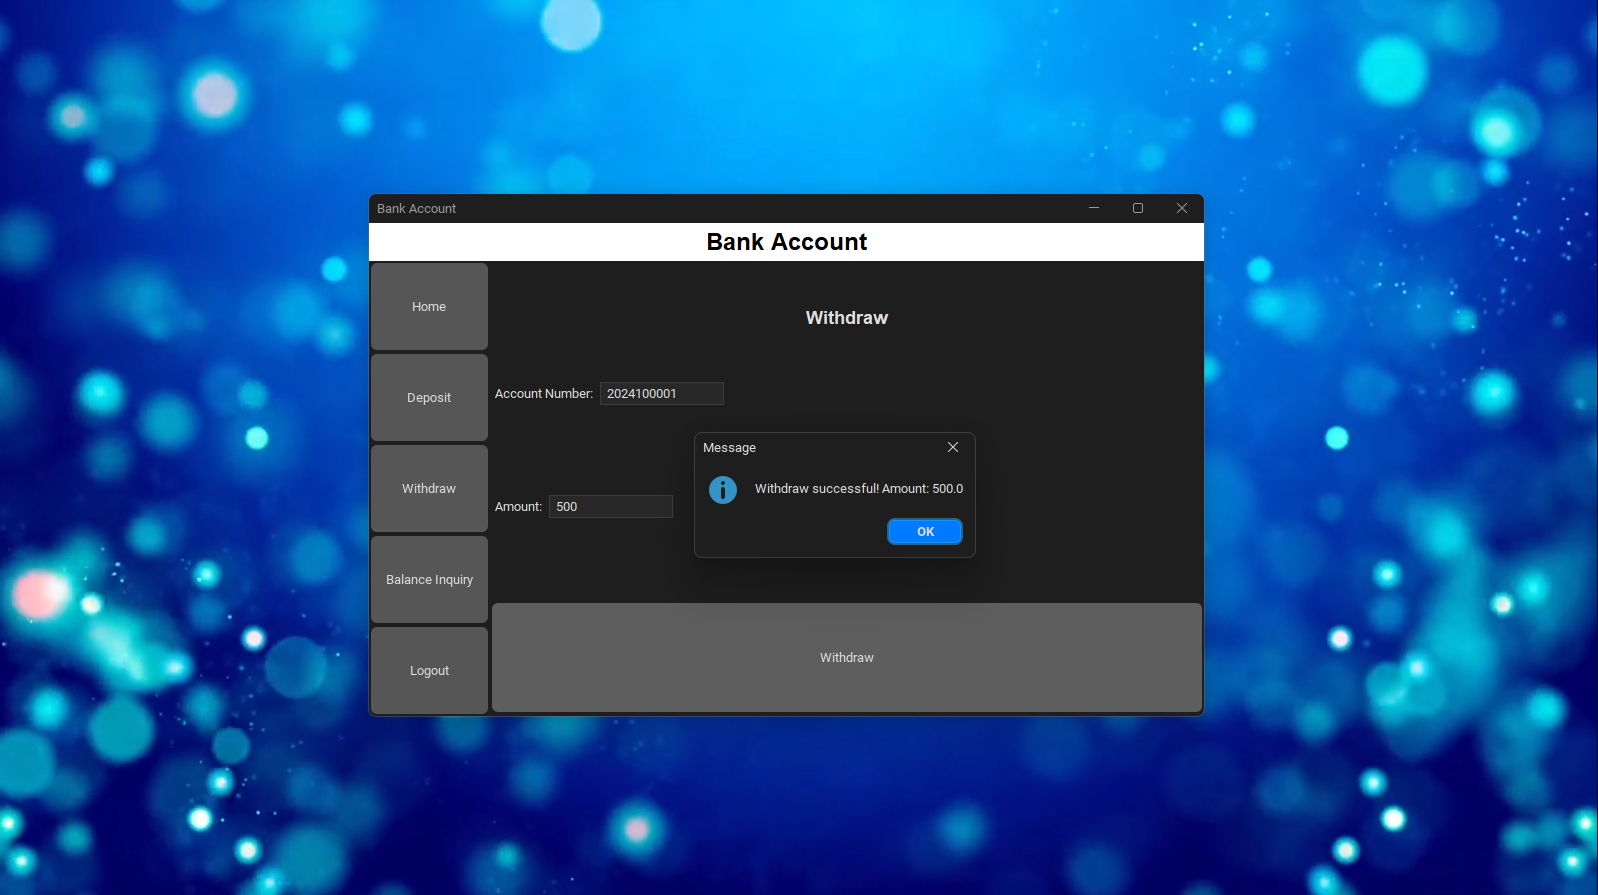 Bank Account
Bank Account
Home
Deposit
Withdraw
Balance Inquiry
Logout
Withdraw
Account Number: 2024100001
Amount: 500
Message
Withdraw successful! Amount: 500.0
OK
Withdraw